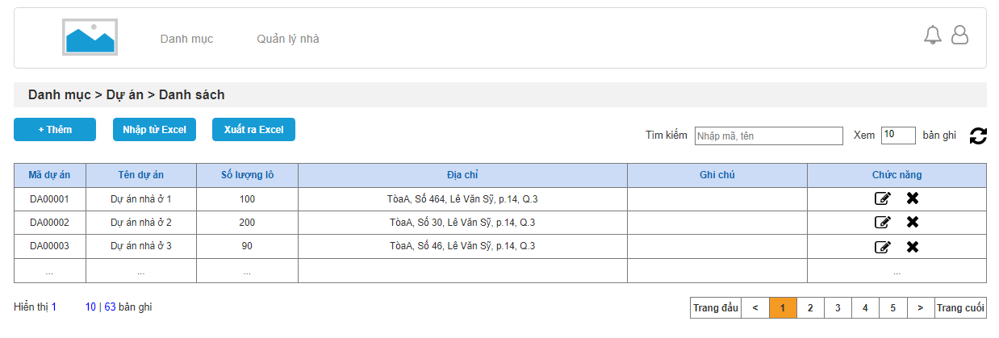 Danh mục Quản lý nhà
Danh mục > Dự án > Danh sách
+ Thêm Nhập từ Excel Xuất ra Excel
Tìm kiếm Nhập mã, tên Xem 10 bản ghi
Mã dự án Tên dự án Số lượng lô Địa chỉ Ghi chú Chức năng
DA00001 Dự án nhà ở 1 100 TòaA, Số 464, Lê Văn Sỹ, p.14, Q.3
DA00002 Dự án nhà ở 2 200 TòaA, Số 30, Lê Văn Sỹ, p.14, Q.3
DA00003 Dự án nhà ở 3 90 TòaA, Số 46, Lê Văn Sỹ, p.14, Q.3
... ... ... ...
Hiển thị 1 10 | 63 bản ghi Trang đầu < 1 2 3 4 5 > Trang cuối